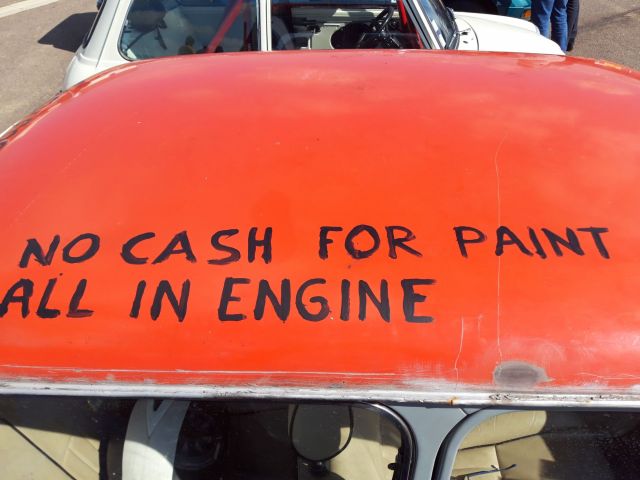 NO CASH FOR PAINT
ALL IN ENGINE